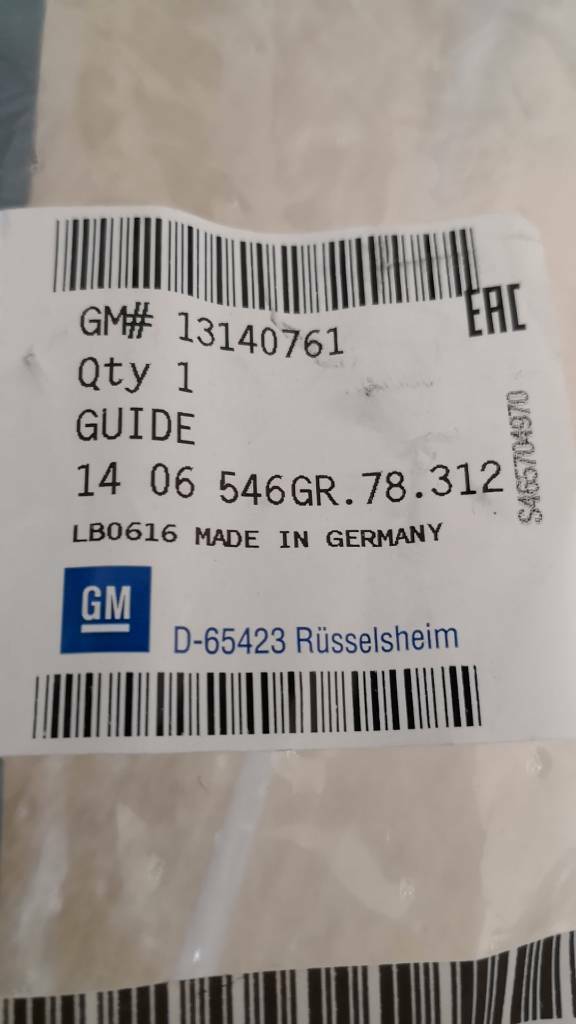 GM# 13140761
EAC
Qty 1
GUIDE
14 06 546GR.78.312
S465704970
LB0616 MADE IN GERMANY
GM
D-65423 Rüsselsheim